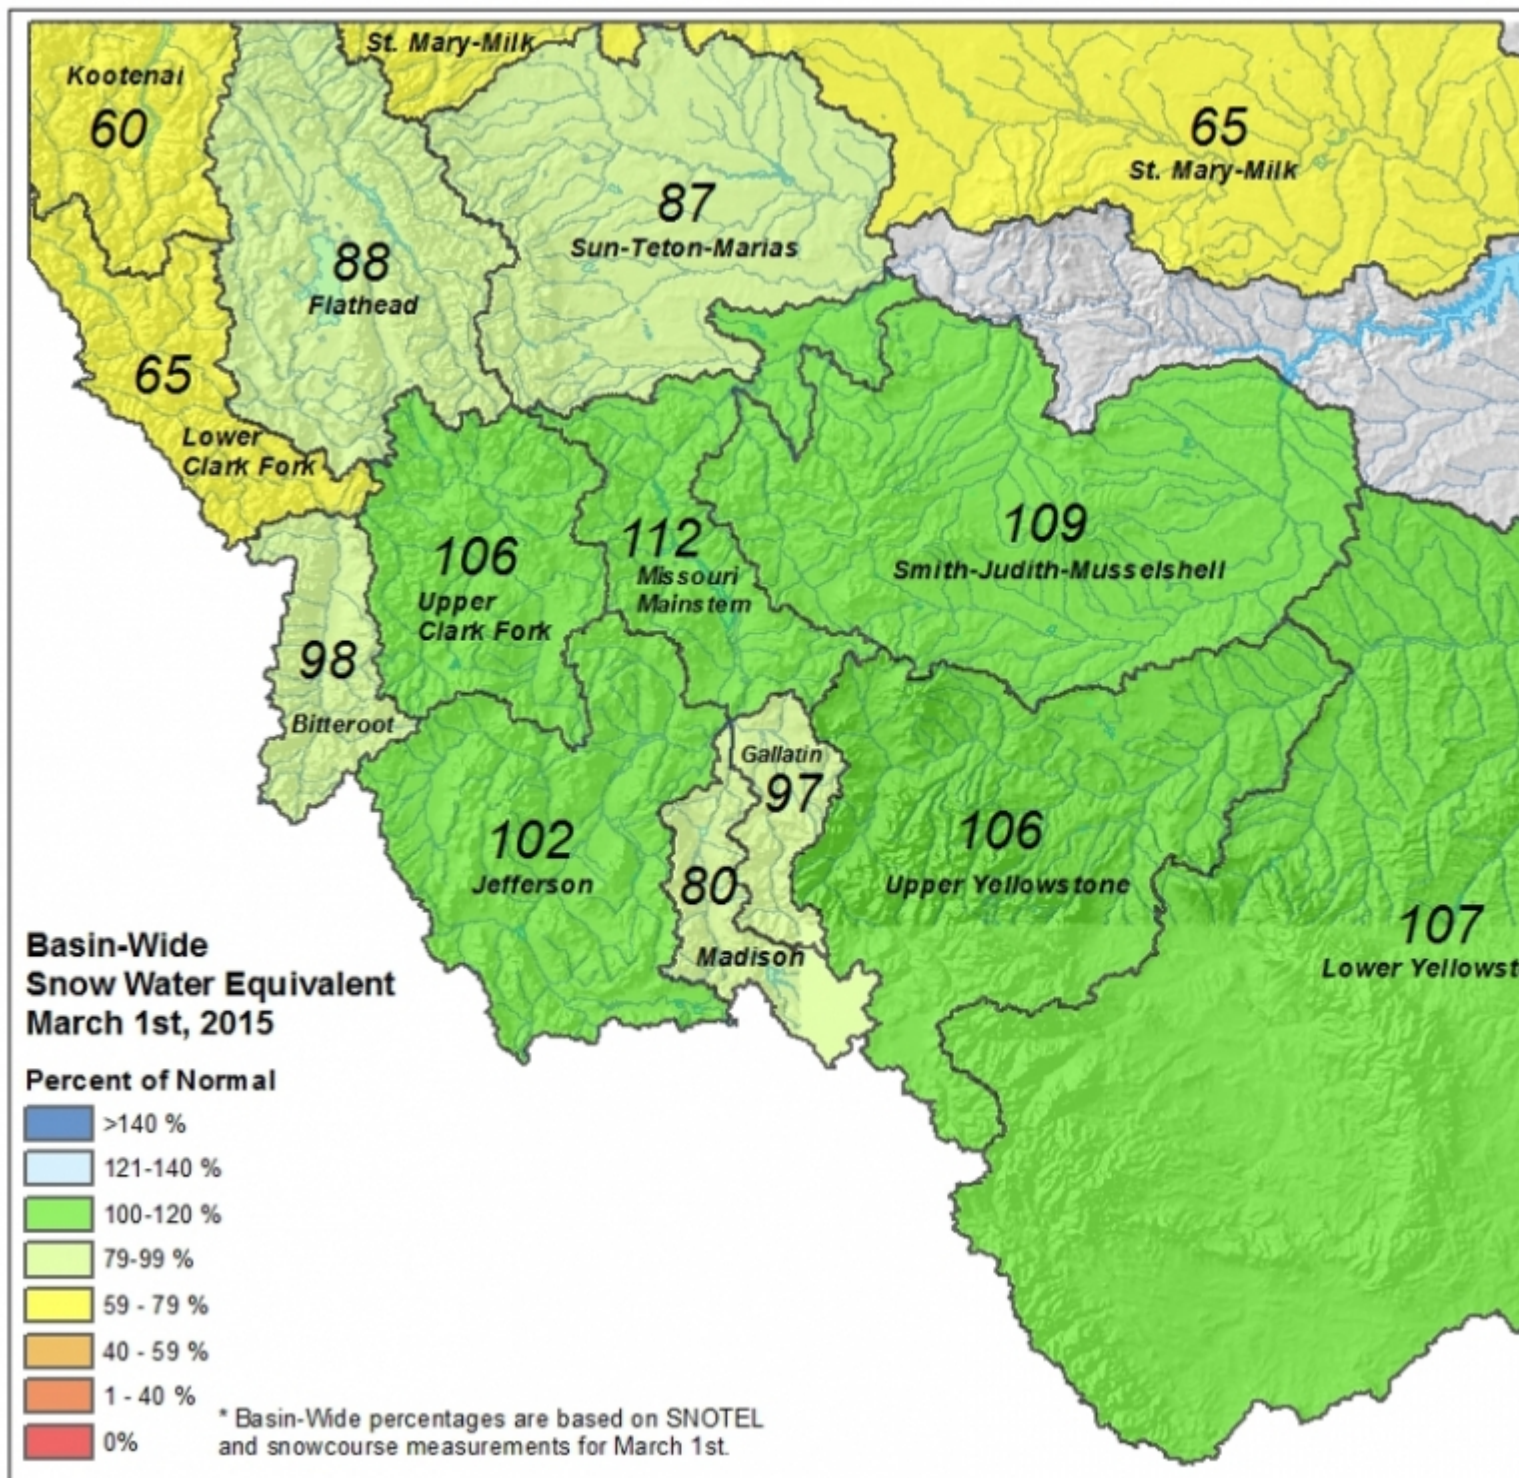 St. Mary-Milk
Kootenai
60
65
St. Mary-Milk
87
Sun-Teton-Marias
88
Flathead
65
Lower
Clark Fork
106
Upper
Clark Fork
112
Missouri
Mainstem
109
Smith-Judith-Musselshell
98
Bitteroot
Gallatin
97
102
Jefferson
80
Madison
106
Upper Yellowstone
107
Lower Yellowst
Basin-Wide
Snow Water Equivalent
March 1st, 2015
Percent of Normal
>140 %
121-140 %
100-120 %
79-99 %
59 - 79 %
40 - 59 %
1 - 40 %
0%
* Basin-Wide percentages are based on SNOTEL
and snowcourse measurements for March 1st.